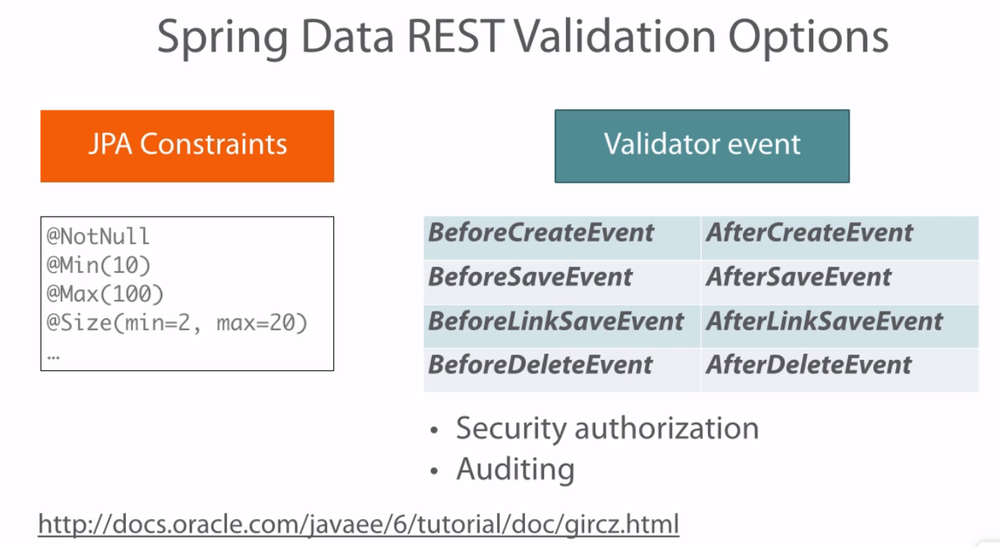 Spring Data REST Validation Options
JPA Constraints
@NotNull
@Min(10)
@Max(100)
@Size(min=2, max=20)
…
Validator event
BeforeCreateEvent AfterCreateEvent
BeforeSaveEvent AfterSaveEvent
BeforeLinkSaveEvent AfterLinkSaveEvent
BeforeDeleteEvent AfterDeleteEvent
• Security authorization
• Auditing
http://docs.oracle.com/javaee/6/tutorial/doc/gircz.html